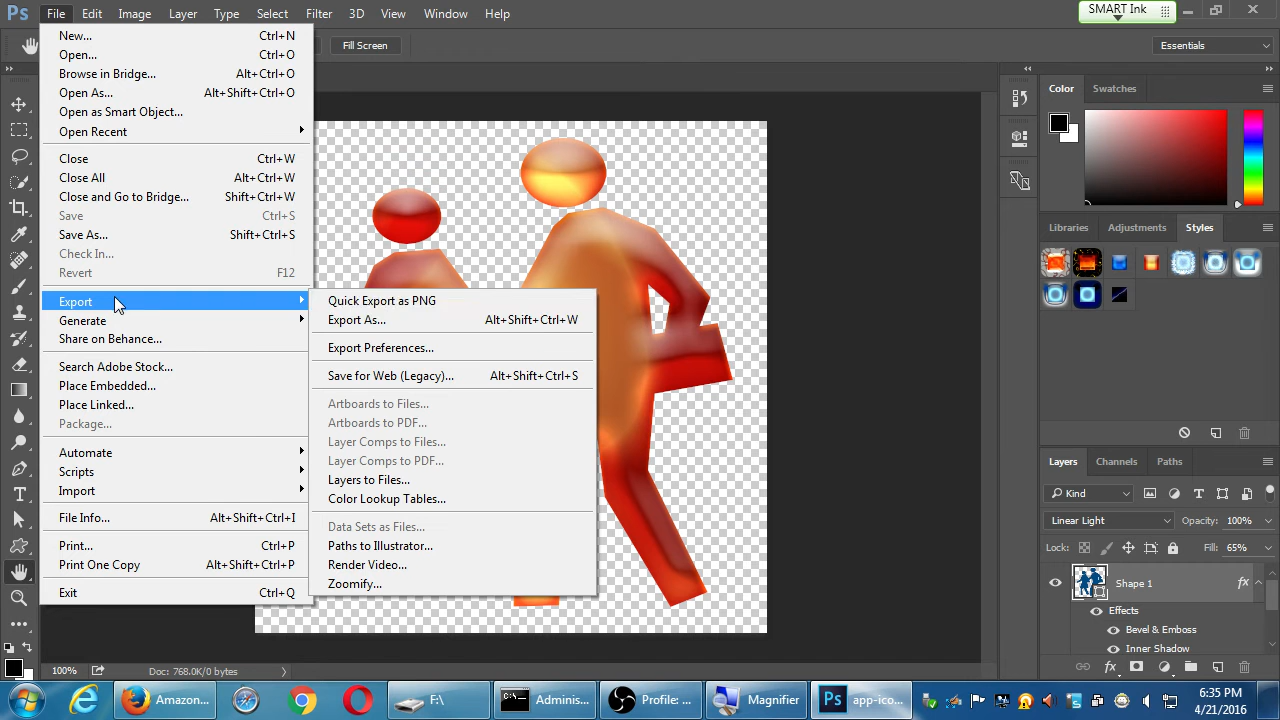 Ps File Edit Image Layer Type Select Filter 3D View Window Help
SMART Ink
Fill Screen
Essentials
New... Ctrl+N
Open... Ctrl+O
Browse in Bridge... Alt+Ctrl+O
Open As... Alt+Shift+Ctrl+O
Open as Smart Object...
Open Recent
Close Ctrl+W
Close All Alt+Ctrl+W
Close and Go to Bridge... Shift+Ctrl+W
Save Ctrl+S
Save As... Shift+Ctrl+S
Check In...
Revert F12
Export
Generate
Share on Behance...
Search Adobe Stock...
Place Embedded...
Place Linked...
Package...
Automate
Scripts
Import
File Info... Alt+Shift+Ctrl+I
Print... Ctrl+P
Print One Copy Alt+Shift+Ctrl+P
Exit Ctrl+Q
Quick Export as PNG
Export As... Alt+Shift+Ctrl+W
Export Preferences...
Save for Web (Legacy)... Alt+Shift+Ctrl+S
Artboards to Files...
Artboards to PDF...
Layer Comps to Files...
Layer Comps to PDF...
Layers to Files...
Color Lookup Tables...
Data Sets as Files...
Paths to Illustrator...
Render Video...
Zoomify...
Color Swatches
Libraries Adjustments Styles
Layers Channels Paths
Kind
Linear Light Opacity: 100%
Lock: Fill: 65%
Shape 1 fx
Effects
Bevel & Emboss
Inner Shadow
fx
100% Doc: 768.0K/0 bytes
Amazon... F:\ Adminis... Profile: ... Magnifier Ps app-ico...
6:35 PM
4/21/2016